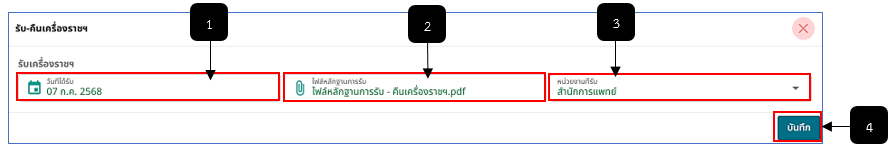 1
2
3
รับ-คืนเครื่องราชฯ
รับเครื่องราชฯ
วันที่ได้รับ
07 ก.ค. 2568
ไฟล์หลักฐานการรับ
ไฟล์หลักฐานการรับ - คืนเครื่องราชฯ.pdf
หน่วยงานที่รับ
สำนักการแพทย์
บันทึก
4